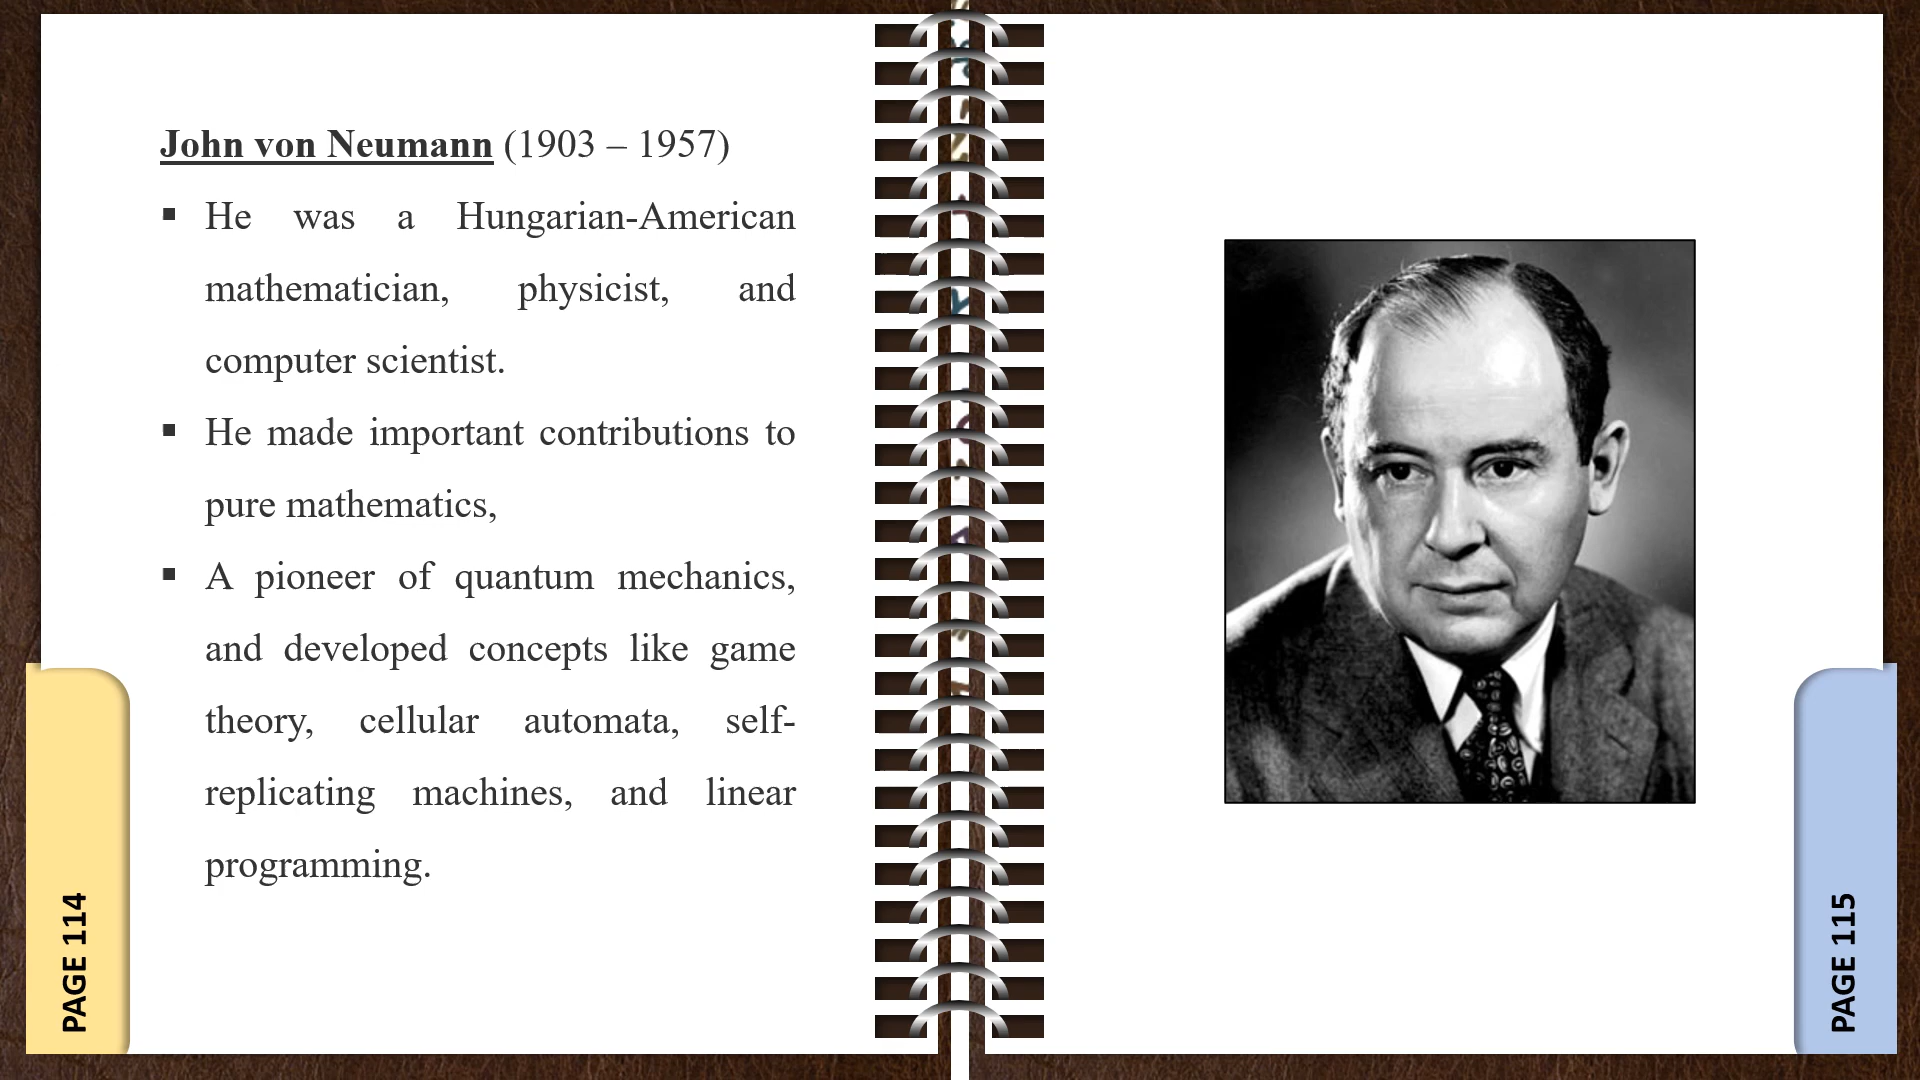 John von Neumann (1903 – 1957)
▪ He was a Hungarian-American
mathematician, physicist, and
computer scientist.
▪ He made important contributions to
pure mathematics,
▪ A pioneer of quantum mechanics,
and developed concepts like game
theory, cellular automata, self-
replicating machines, and linear
programming.
PAGE 114
PAGE 115